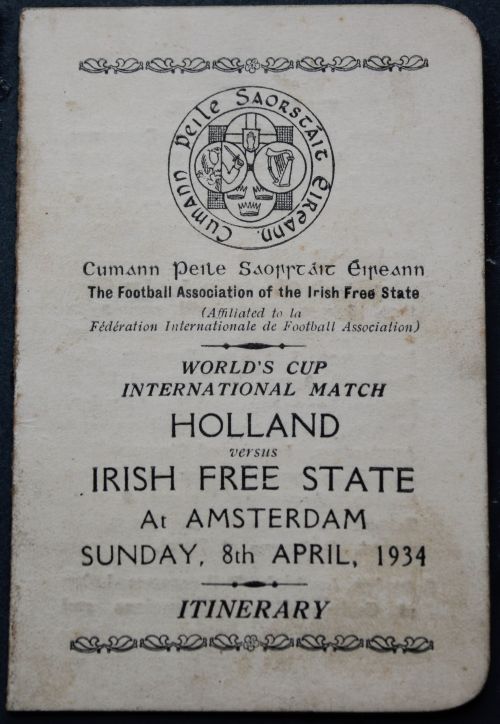 Cumann Peile Saorstáit Éireann.
Cumann Peile Saorstáit Éireann
The Football Association of the Irish Free State
(Affiliated to la
Fédération Internationale de Football Association)
WORLD'S CUP
INTERNATIONAL MATCH
HOLLAND
versus
IRISH FREE STATE
At AMSTERDAM
SUNDAY, 8th APRIL, 1934
ITINERARY